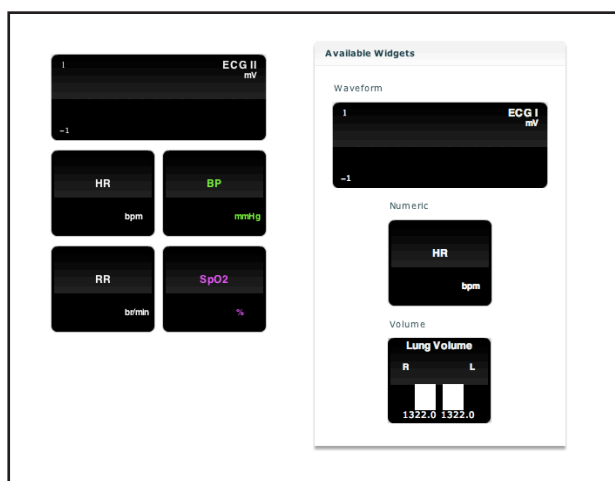 1 ECG II
mV
-1
HR
bpm
BP
mmHg
RR
br/min
SpO2
%
Available Widgets
Waveform
1 ECG I
mV
-1
Numeric
HR
bpm
Volume
Lung Volume
R L
1322.0 1322.0